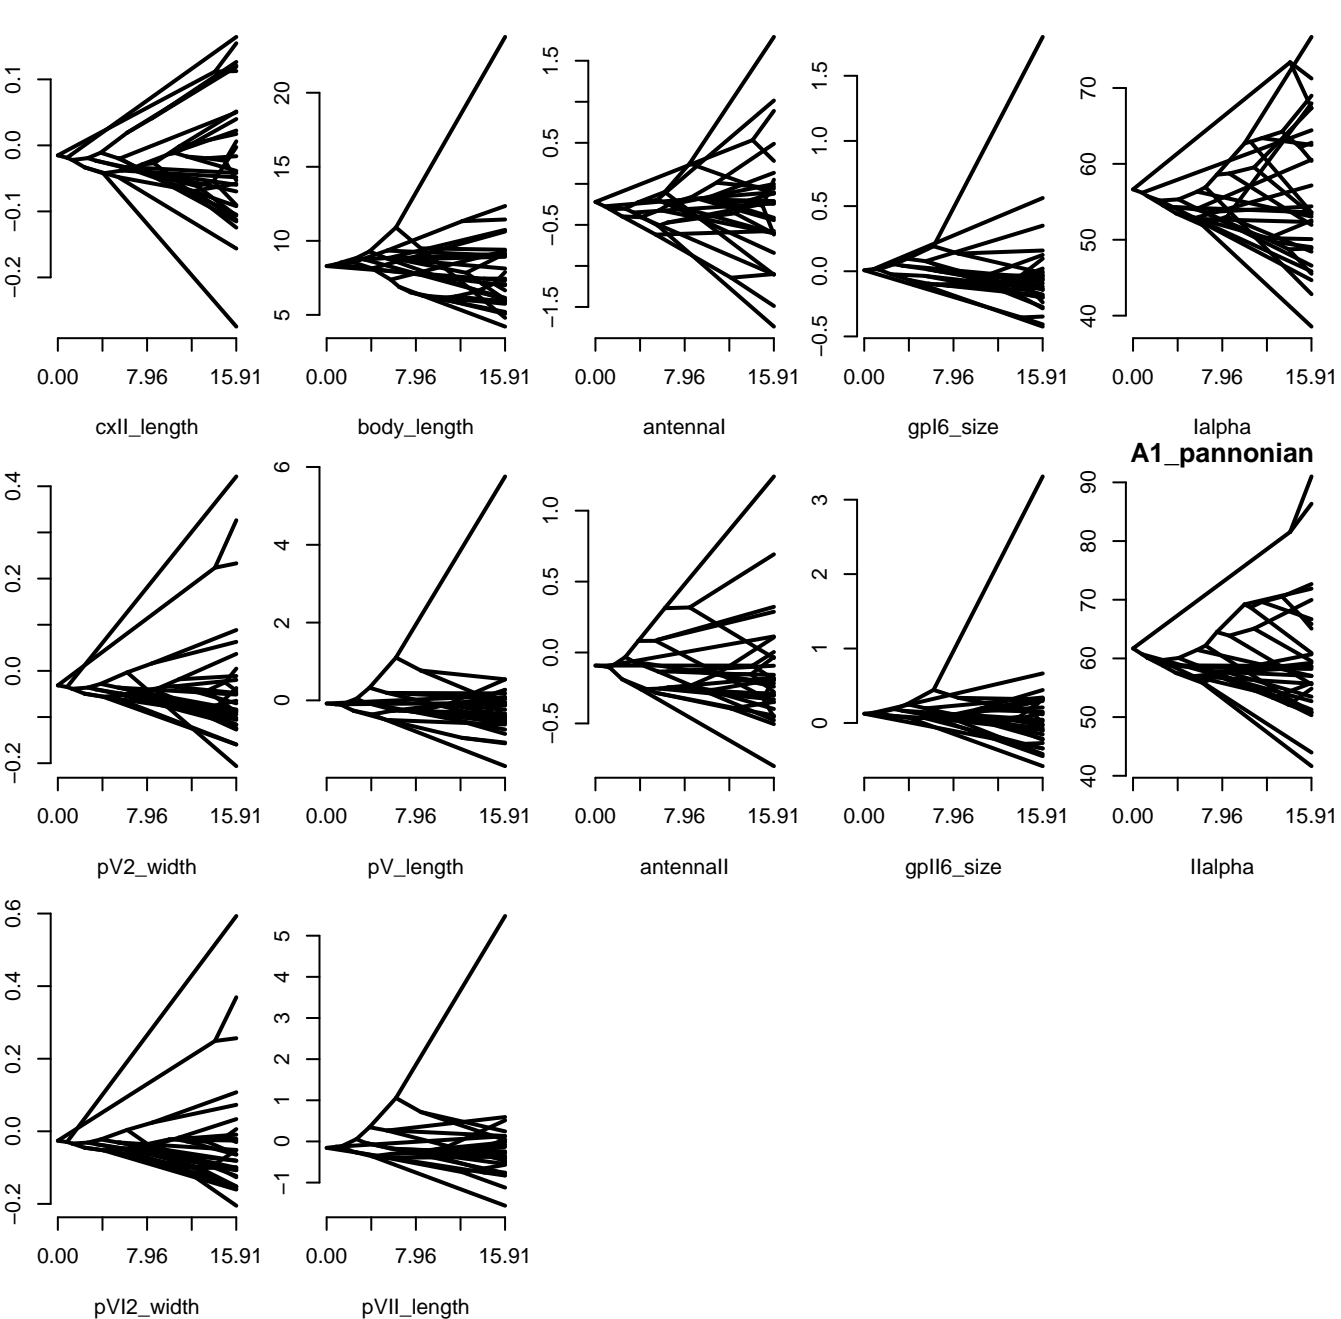 0.1
0.0
−0.1
−0.2
0.00 7.96 15.91
cxII_length
20
15
10
5
0.00 7.96 15.91
body_length
1.5
0.5
−0.5
−1.5
0.00 7.96 15.91
antennaI
1.5
1.0
0.5
0.0
−0.5
0.00 7.96 15.91
gpI6_size
70
60
50
40
0.00 7.96 15.91
Ialpha
A1_pannonian
0.4
0.2
0.0
−0.2
0.00 7.96 15.91
pV2_width
6
4
2
0
0.00 7.96 15.91
pV_length
1.0
0.5
0.0
−0.5
0.00 7.96 15.91
antennaII
3
2
1
0
0.00 7.96 15.91
gpII6_size
90
80
70
60
50
40
0.00 7.96 15.91
IIalpha
0.6
0.4
0.2
0.0
−0.2
0.00 7.96 15.91
pVI2_width
5
4
3
2
1
0
−1
0.00 7.96 15.91
pVII_length